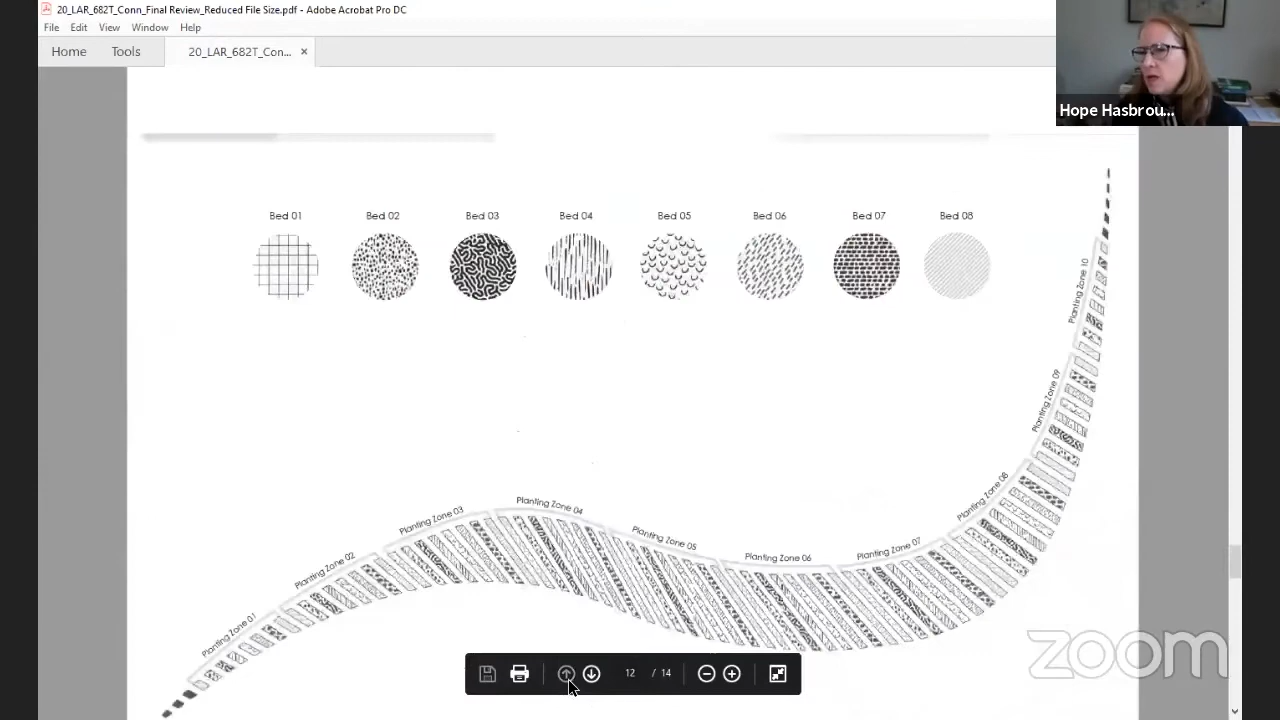 20_LAR_682T_Conn_Final Review_Reduced File Size.pdf - Adobe Acrobat Pro DC
File Edit View Window Help
Home Tools 20_LAR_682T_Con... ×
Hope Hasbrou...
Bed 01 Bed 02 Bed 03 Bed 04 Bed 05 Bed 06 Bed 07 Bed 08
Planting Zone 10
Planting Zone 09
Planting Zone 08
Planting Zone 07
Planting Zone 06
Planting Zone 05
Planting Zone 04
Planting Zone 03
Planting Zone 02
Planting Zone 01
12 / 14
zoom